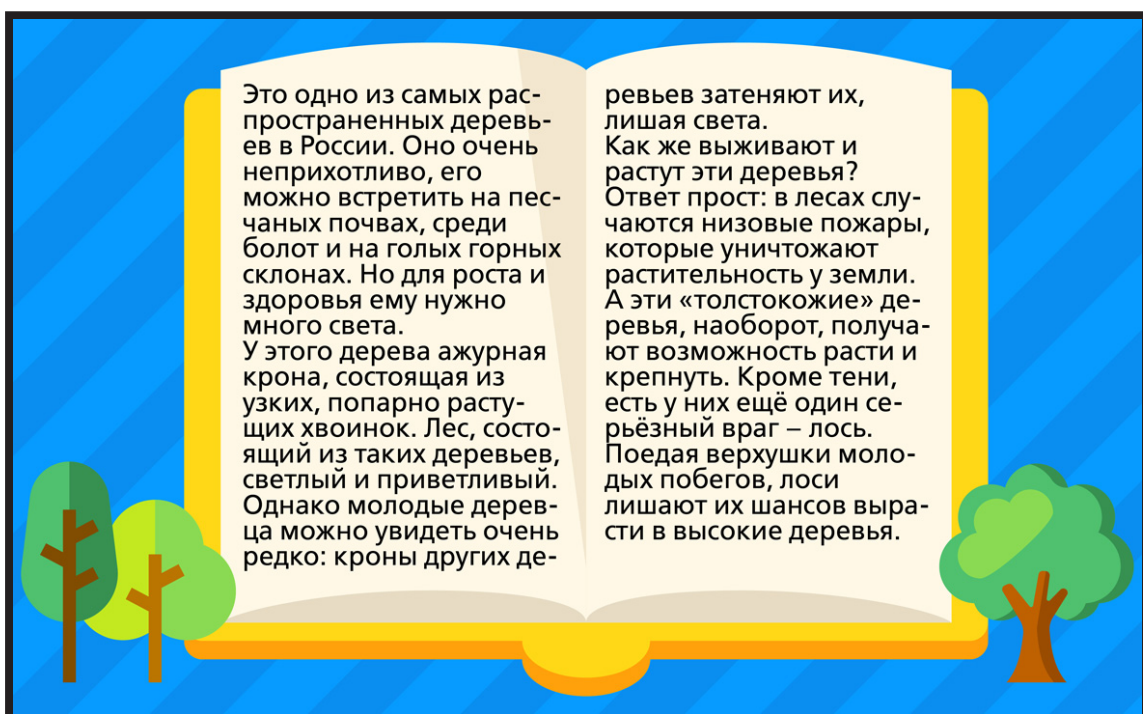 Это одно из самых рас-
пространенных деревь-
ев в России. Оно очень
неприхотливо, его
можно встретить на пес-
чаных почвах, среди
болот и на голых горных
склонах. Но для роста и
здоровья ему нужно
много света.
У этого дерева ажурная
крона, состоящая из
узких, попарно расту-
щих хвоинок. Лес, состо-
ящий из таких деревьев,
светлый и приветливый.
Однако молодые дерев-
ца можно увидеть очень
редко: кроны других де-
ревьев затеняют их,
лишая света.
Как же выживают и
растут эти деревья?
Ответ прост: в лесах слу-
чаются низовые пожары,
которые уничтожают
растительность у земли.
А эти «толстокожие» де-
ревья, наоборот, получа-
ют возможность расти и
крепнуть. Кроме тени,
есть у них ещё один се-
рьёзный враг – лось.
Поедая верхушки моло-
дых побегов, лоси
лишают их шансов выра-
сти в высокие деревья.